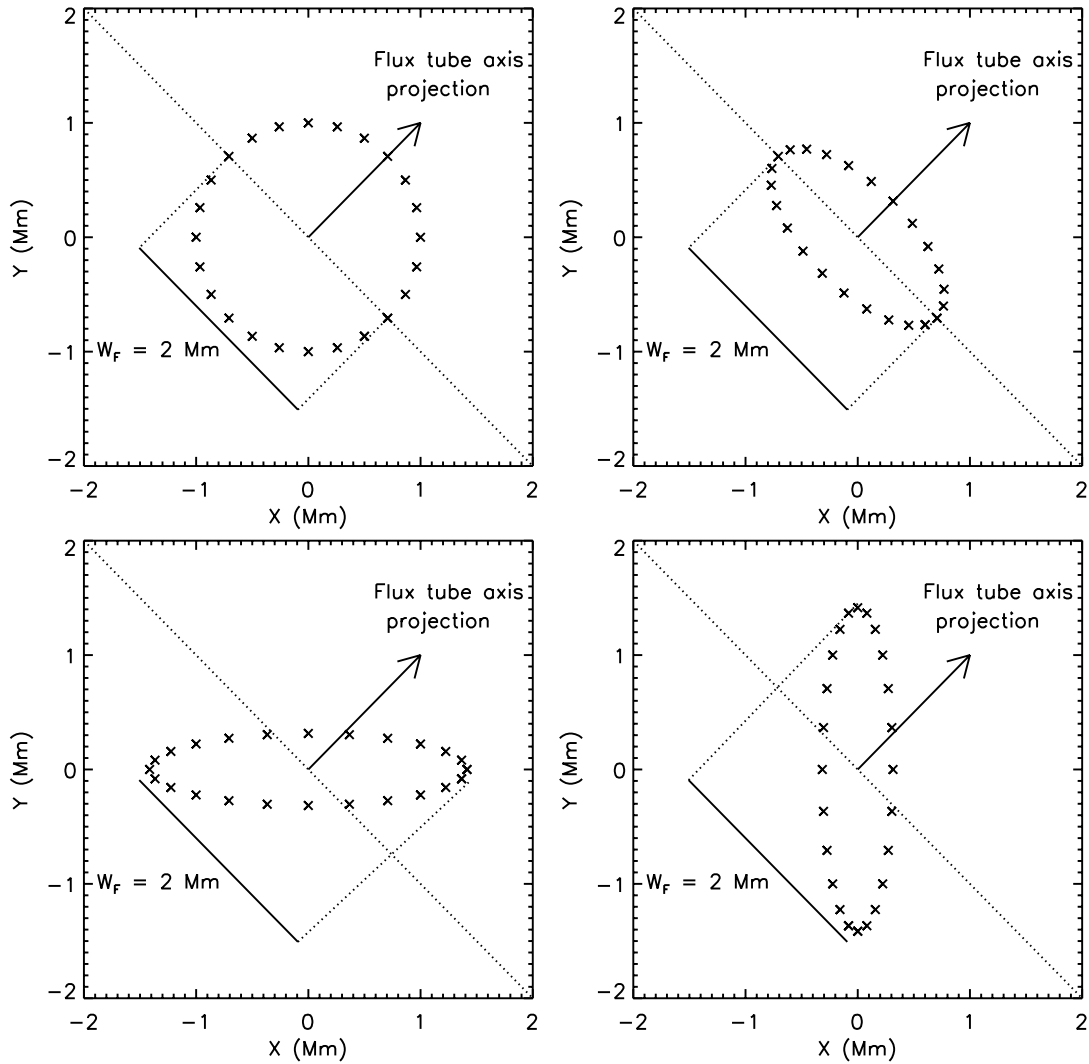 2
1
0
−1
−2
Y (Mm)
Flux tube axis
projection
W_F = 2 Mm
−2 −1 0 1 2
X (Mm)
2
1
0
−1
−2
Y (Mm)
Flux tube axis
projection
W_F = 2 Mm
−2 −1 0 1 2
X (Mm)
2
1
0
−1
−2
Y (Mm)
Flux tube axis
projection
W_F = 2 Mm
−2 −1 0 1 2
X (Mm)
2
1
0
−1
−2
Y (Mm)
Flux tube axis
projection
W_F = 2 Mm
−2 −1 0 1 2
X (Mm)